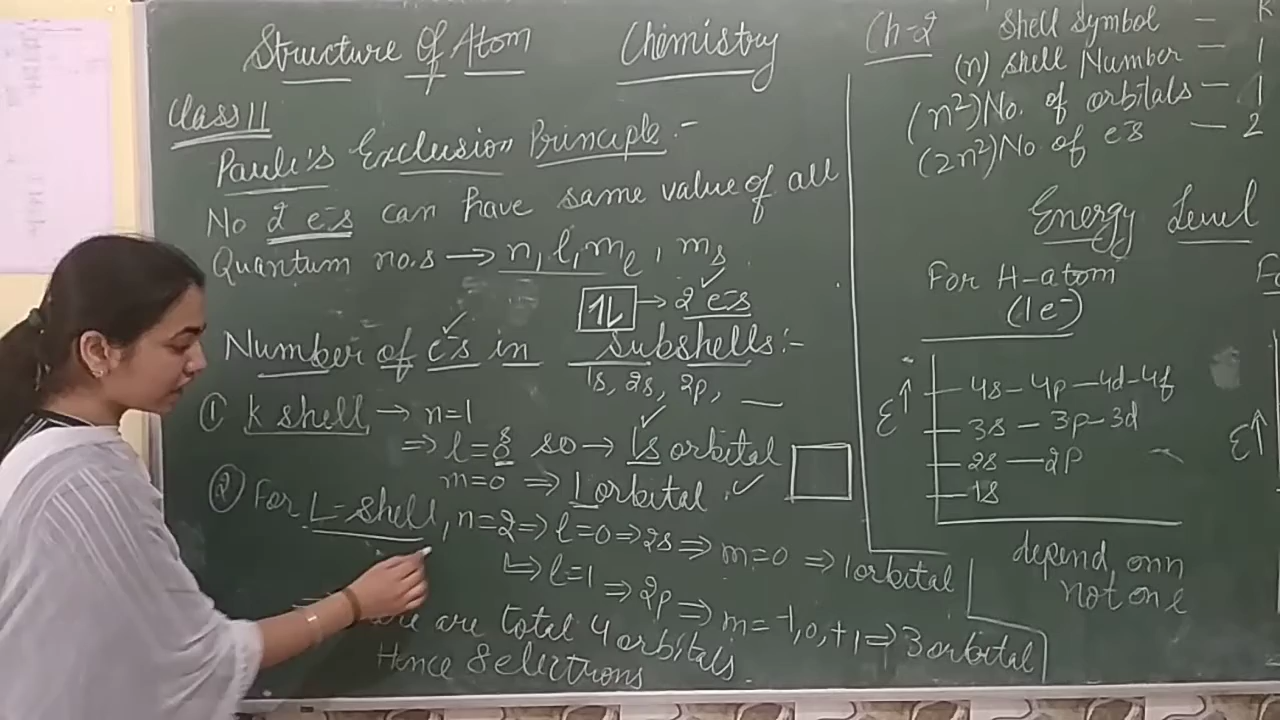 Structure Of Atom Chemistry Ch-2
Class 11
Pauli's Exclusion Principle:-
No 2 e⁻s can have same value of all
Quantum no.s → n, l, mₗ, mₛ
1L → 2 e⁻s
Number of e⁻s in subshells:-
1s, 2s, 2p, __
① K shell → n=1
⇒ l=8 so → 1s orbital
m=0 ⇒ 1 orbital
② For L-shell, n=2 ⇒ l=0 ⇒ 2s ⇒ m=0 ⇒ 1 orbital
↳ l=1 ⇒ 2p ⇒ m=-1, 0, +1 ⇒ 3 orbital
are total 4 orbitals.
Hence 8 electrons
Shell Symbol – K
(n) Shell Number – 1
(n²) No. of orbitals – 1
(2n²) No of e⁻s – 2
Energy Level
For H-atom
(1e⁻)
ε↑
4s-4p-4d-4f
3s-3p-3d
2s-2p
1s
depend on n
not on l
ε↑